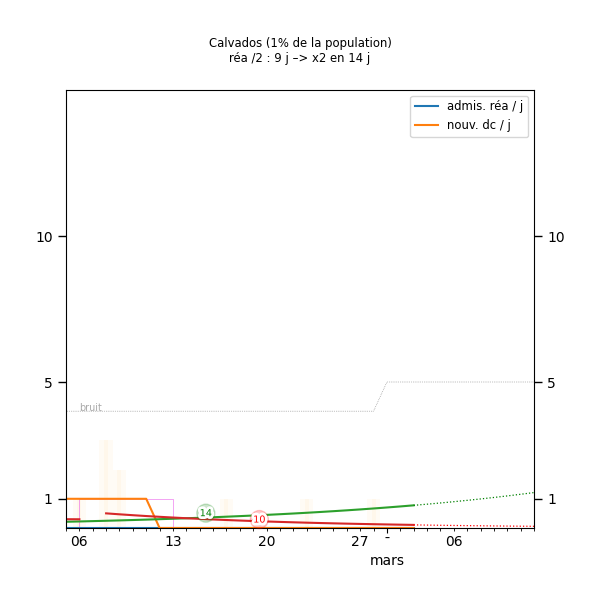 Calvados (1% de la population)
réa /2 : 9 j –> x2 en 14 j
admis. réa / j
nouv. dc / j
10
10
5
5
bruit
1
1
14
10
06
13
20
27
-
06
mars